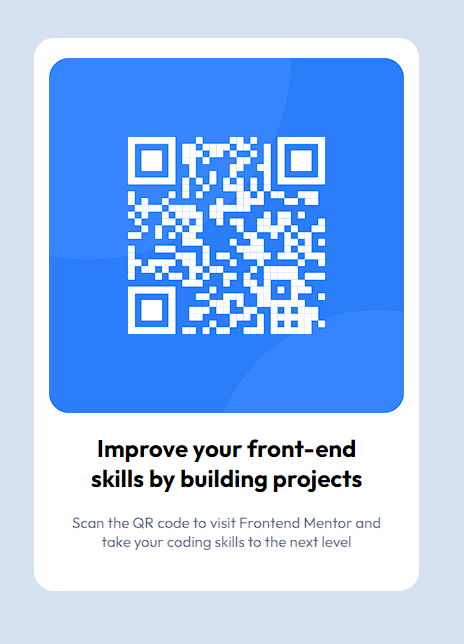 Improve your front-end
skills by building projects
Scan the QR code to visit Frontend Mentor and
take your coding skills to the next level